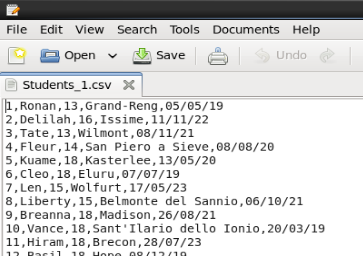 File Edit View Search Tools Documents Help
Open Save Undo
Students_1.csv
1,Ronan,13,Grand-Reng,05/05/19
2,Delilah,16,Issime,11/11/22
3,Tate,13,Wilmont,08/11/21
4,Fleur,14,San Piero a Sieve,08/08/20
5,Kuame,18,Kasterlee,13/05/20
6,Cleo,18,Eluru,07/07/19
7,Len,15,Wolfurt,17/05/23
8,Liberty,15,Belmonte del Sannio,06/10/21
9,Breanna,18,Madison,26/08/21
10,Vance,18,Sant'Ilario dello Ionio,20/03/19
11,Hiram,18,Brecon,28/07/23
12,Basil,18,Hope,08/12/19